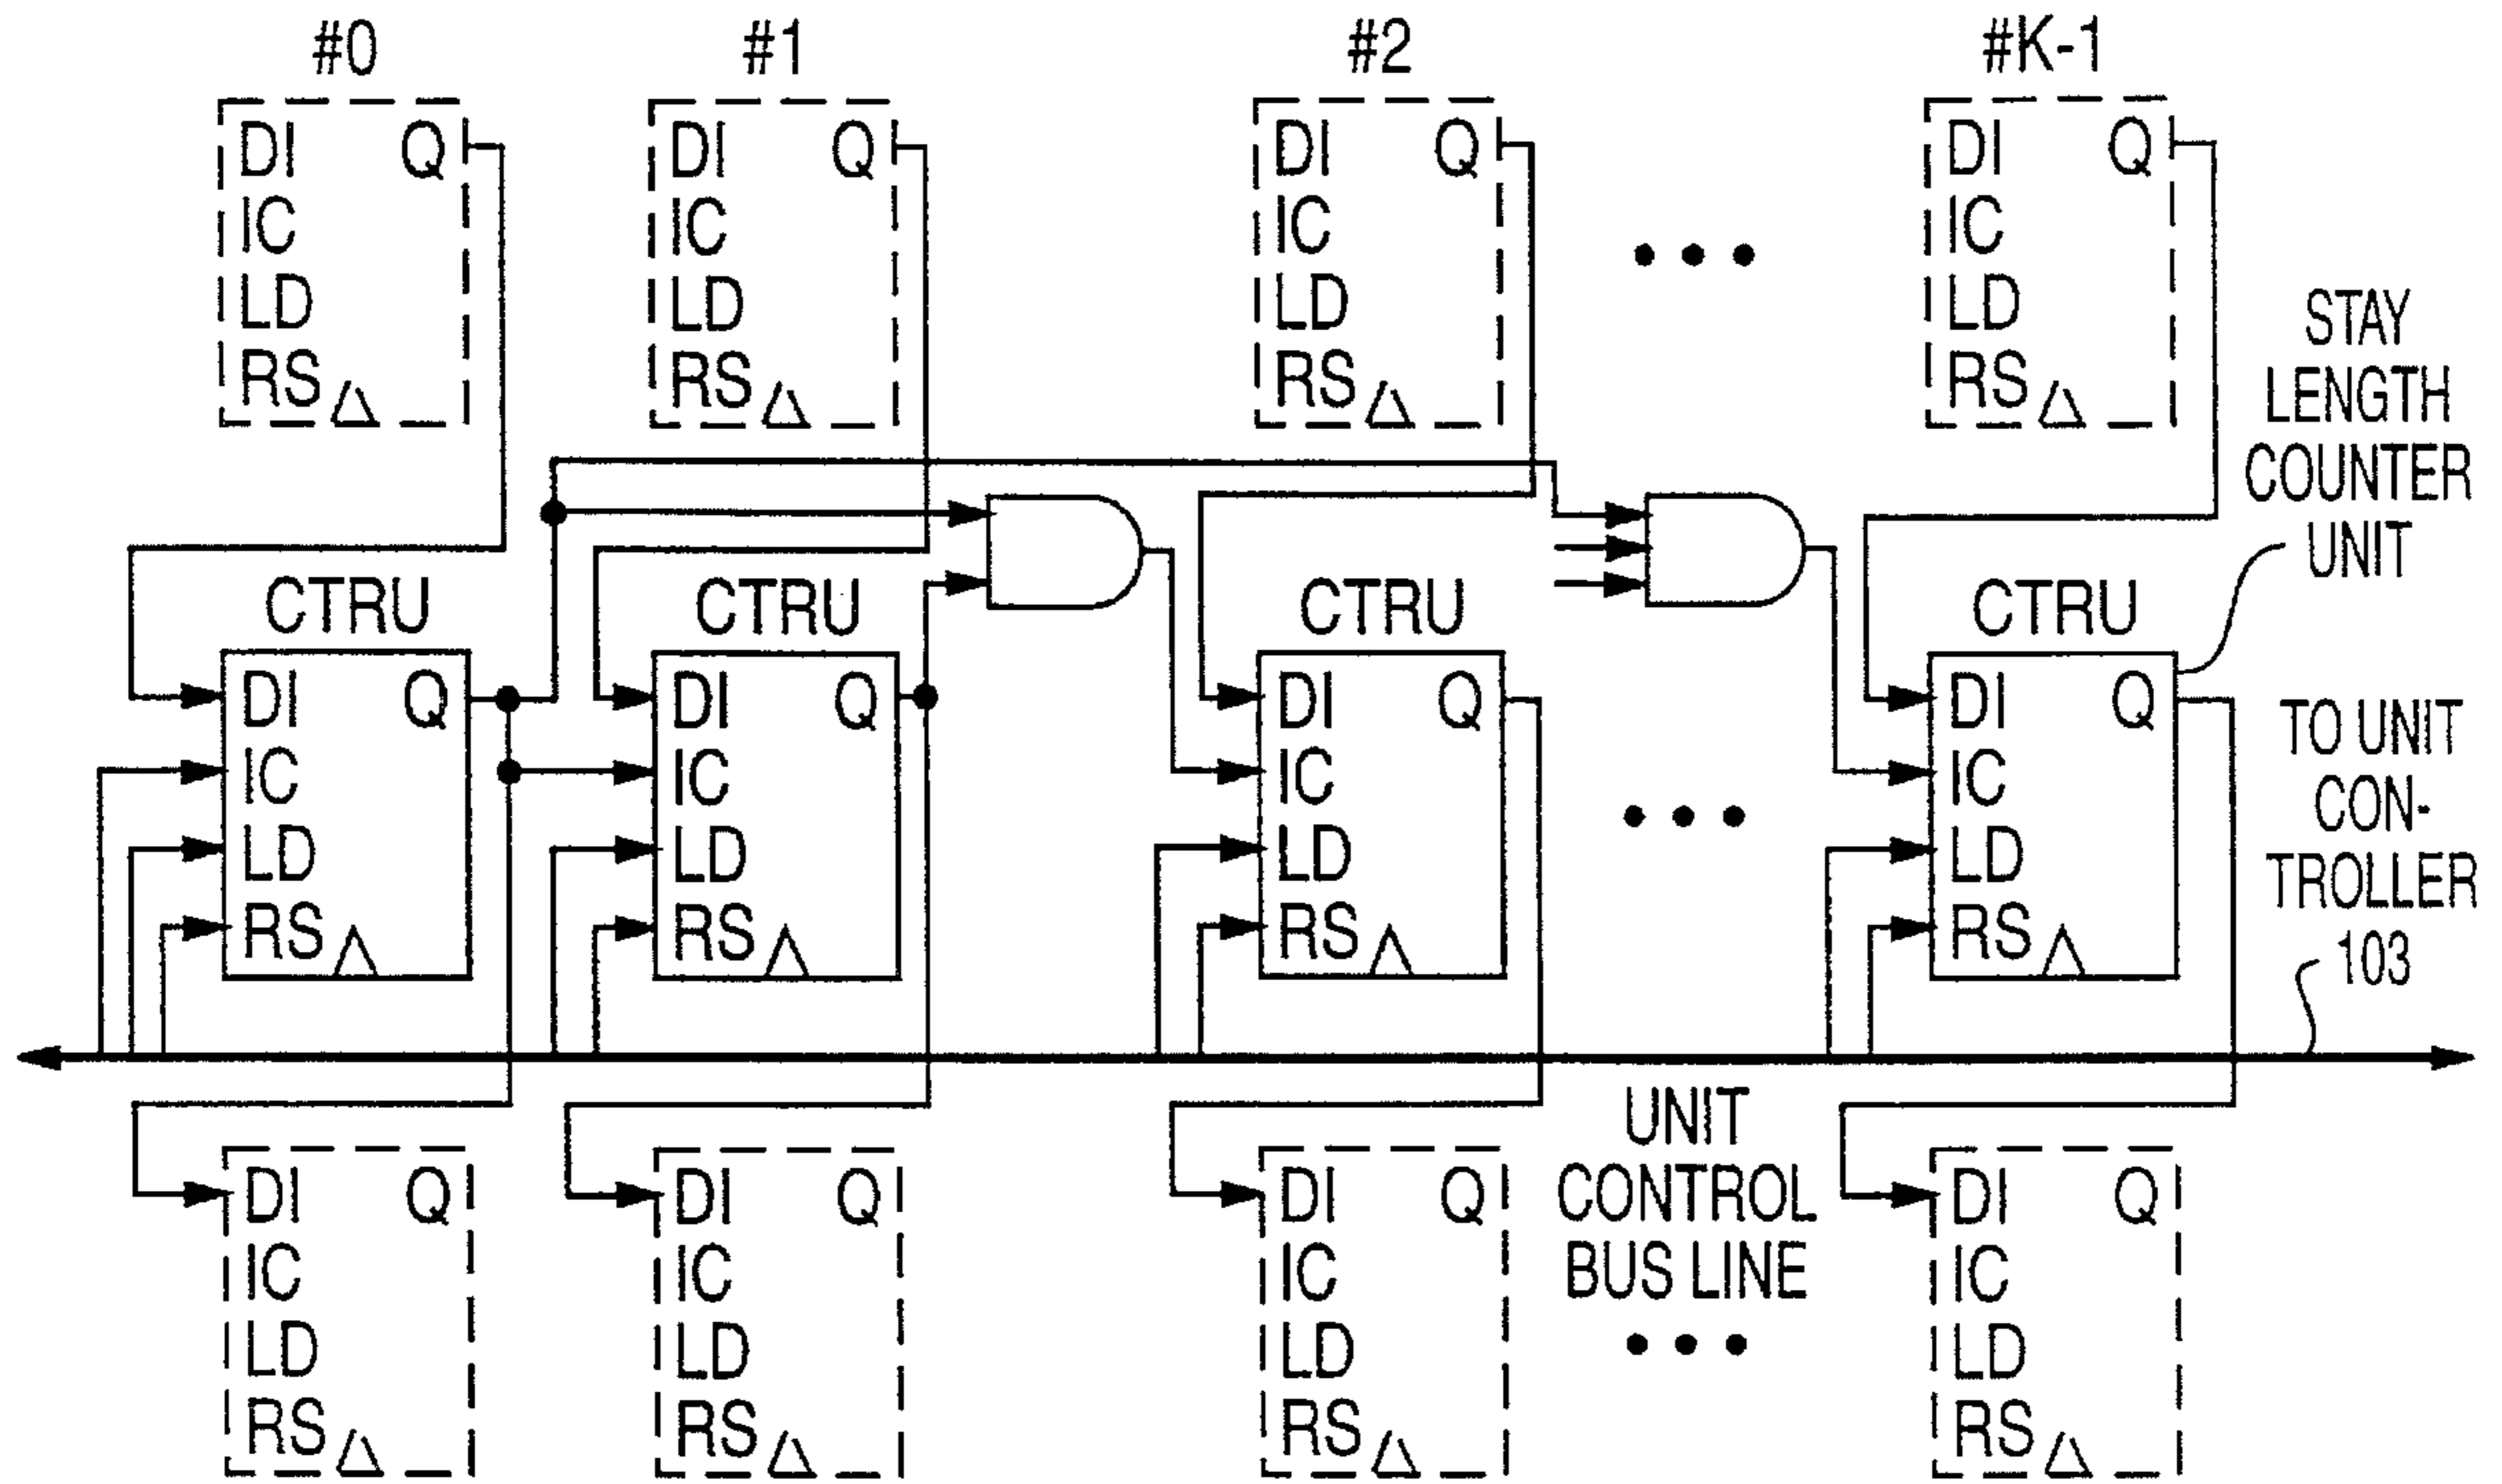 #0
#1
#2
#K-1
DI Q
IC
LD
RS
DI Q
IC
LD
RS
DI Q
IC
LD
RS
DI Q
IC
LD
RS
STAY
LENGTH
COUNTER
UNIT
CTRU
CTRU
CTRU
CTRU
DI Q
IC
LD
RS
DI Q
IC
LD
RS
DI Q
IC
LD
RS
DI Q
IC
LD
RS
TO UNIT
CON-
TROLLER
103
UNIT
CONTROL
BUS LINE
DI Q
IC
LD
RS
DI Q
IC
LD
RS
DI Q
IC
LD
RS
DI Q
IC
LD
RS